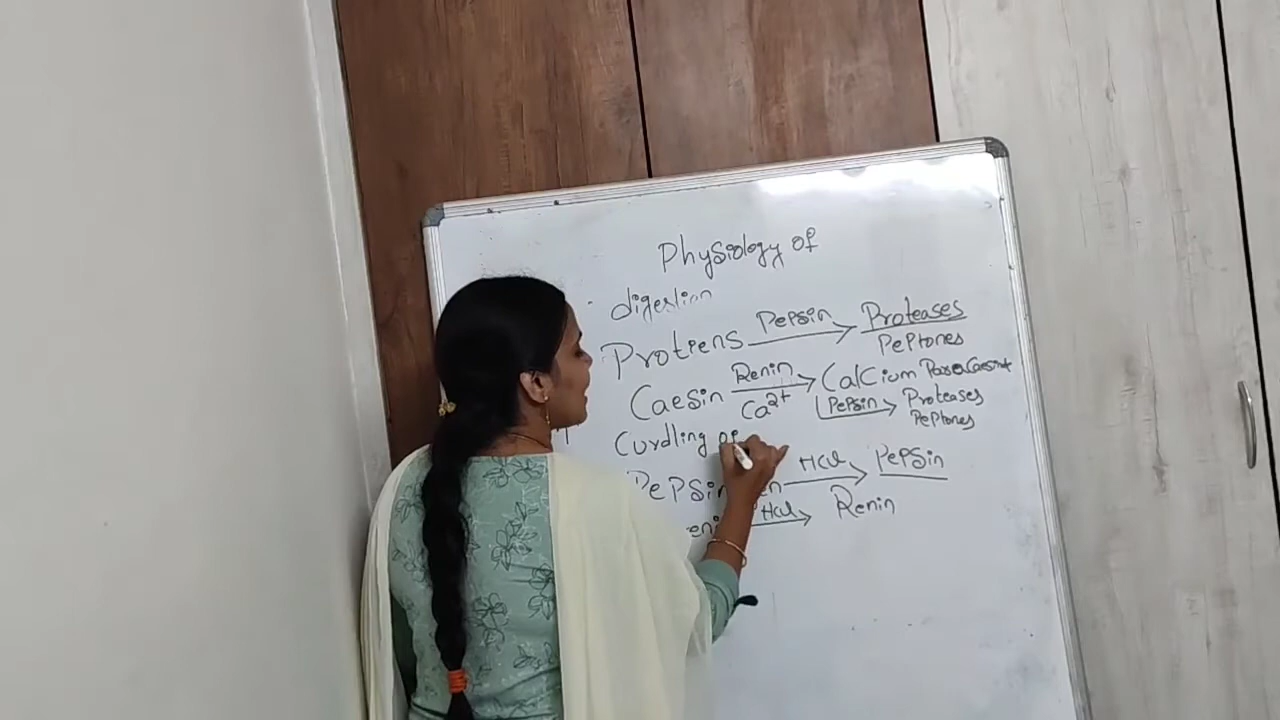 Physiology of
digestion
Protiens Pepsin Proteases
Peptones
Caesin Renin Calcium
Ca2+ Pepsin Proteases
Peptones
Curdling of
HCl Pepsin
HCl Renin